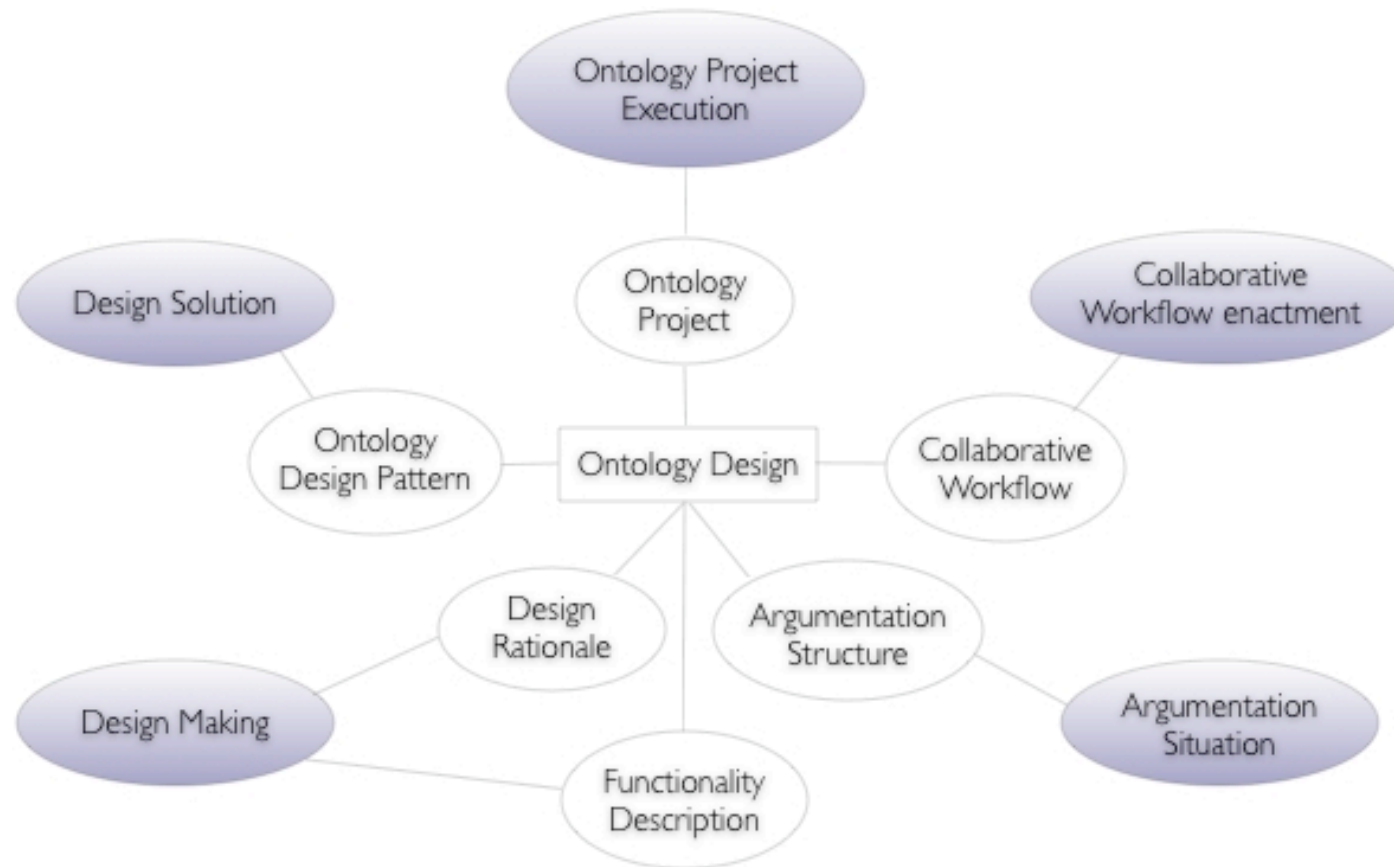 Ontology Project
Execution
Design Solution
Ontology
Project
Collaborative
Workflow enactment
Ontology
Design Pattern
Ontology Design
Collaborative
Workflow
Design
Rationale
Argumentation
Structure
Design Making
Argumentation
Situation
Functionality
Description